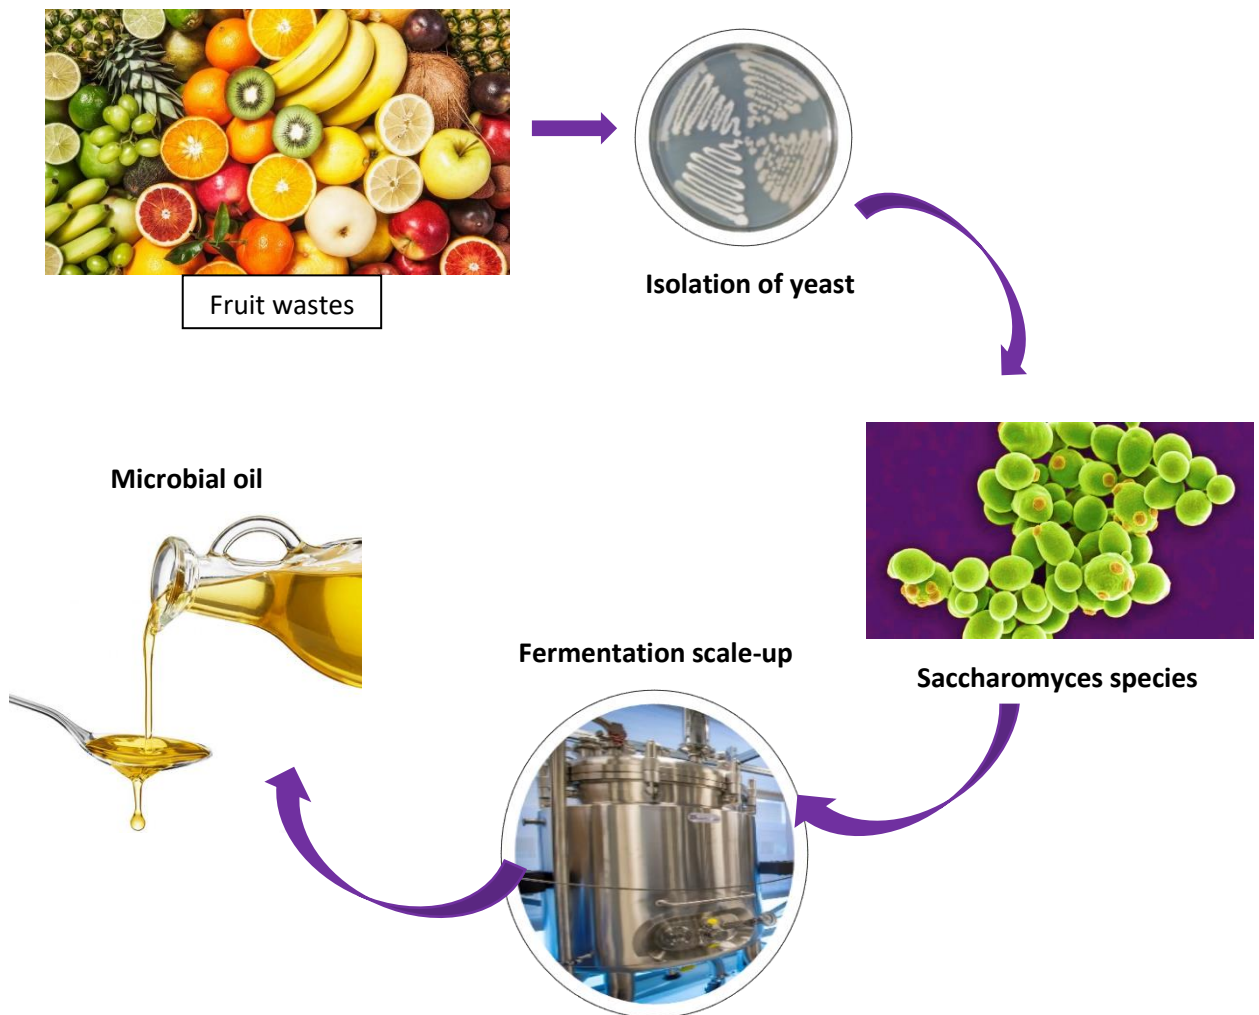 Fruit wastes
Isolation of yeast
Saccharomyces species
Fermentation scale-up
Microbial oil